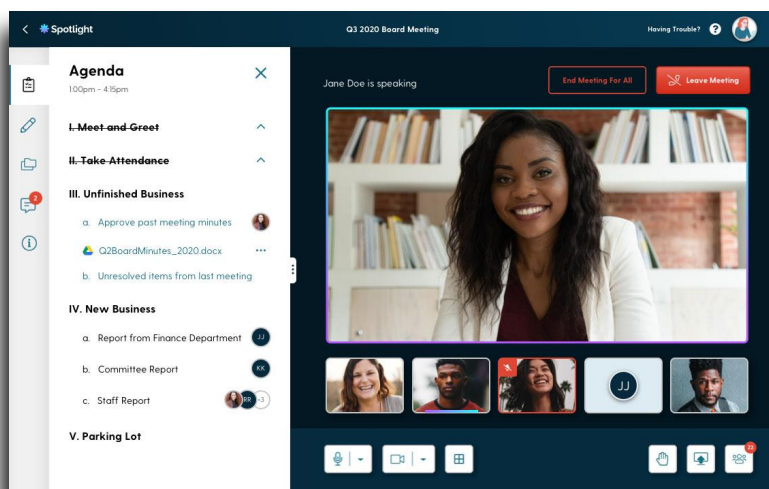 Spotlight
Q3 2020 Board Meeting
Having Trouble?
?
Agenda
1:00pm - 4:15pm
I. Meet and Greet
II. Take Attendance
III. Unfinished Business
a. Approve past meeting minutes
Q2BoardMinutes_2020.docx
b. Unresolved items from last meeting
IV. New Business
a. Report from Finance Department
JJ
b. Committee Report
KK
c. Staff Report
RR
+3
V. Parking Lot
2
Jane Doe is speaking
End Meeting For All
Leave Meeting
JJ